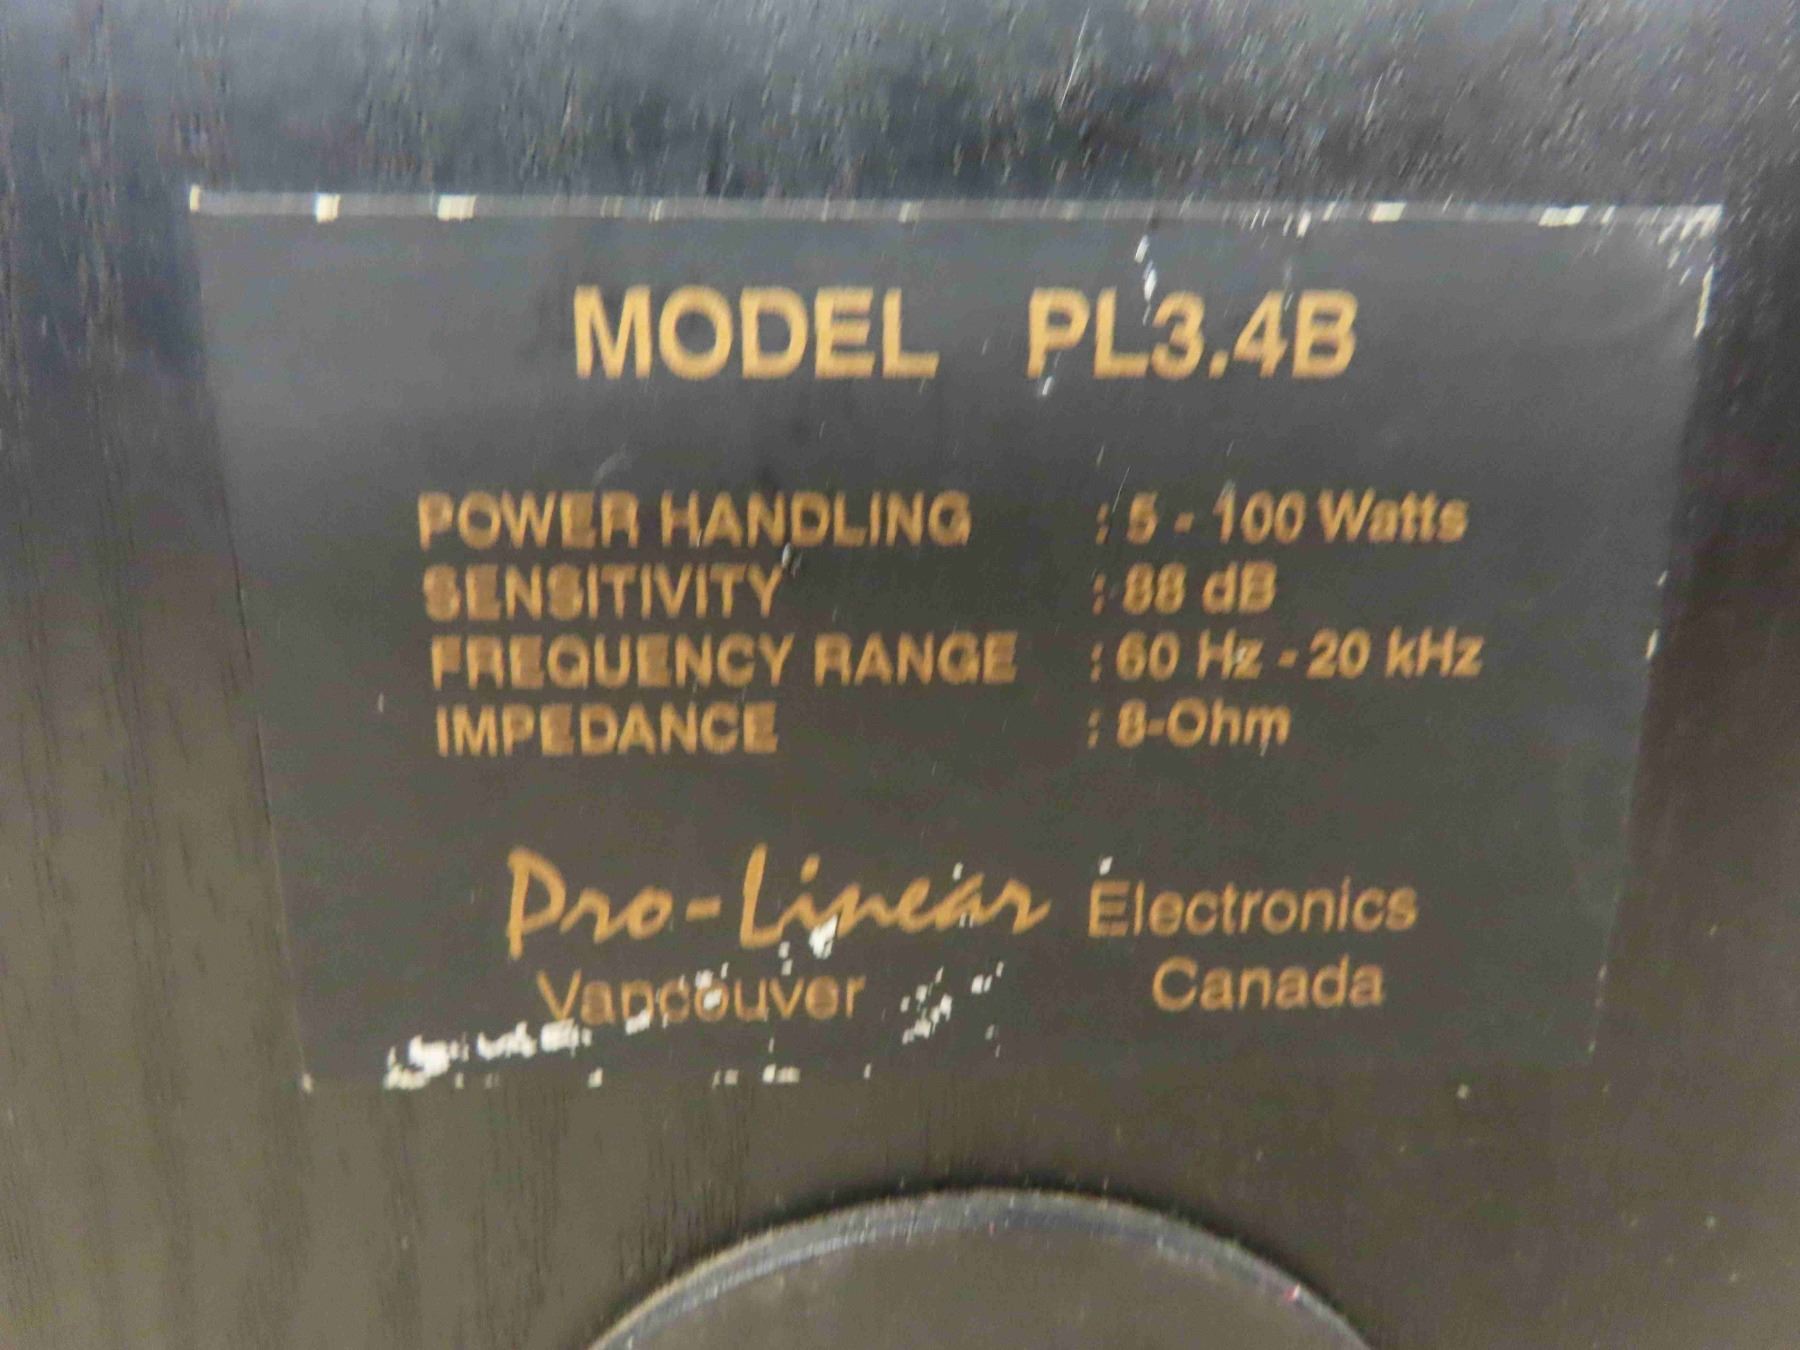 MODEL PL3.4B
POWER HANDLING : 5 - 100 Watts
SENSITIVITY : 88 dB
FREQUENCY RANGE : 60 Hz - 20 kHz
IMPEDANCE : 8-Ohm
Pro-Linear Electronics
Vancouver Canada